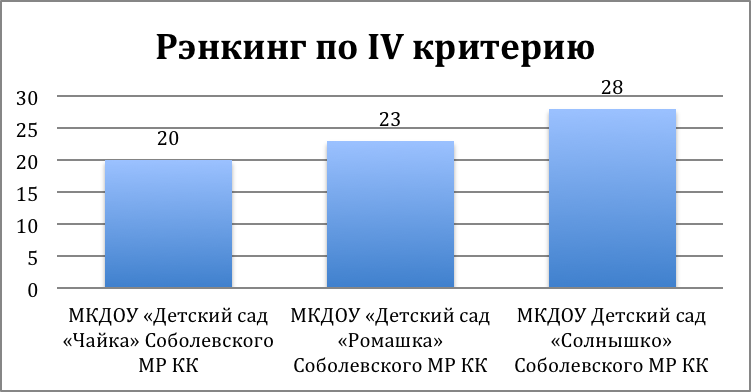 Рэнкинг по IV критерию
30
25
20
15
10
5
0
20
23
28
МКДОУ «Детский сад
«Чайка» Соболевского
МР КК
МКДОУ «Детский сад
«Ромашка»
Соболевского МР КК
МКДОУ Детский сад
«Солнышко»
Соболевского МР КК